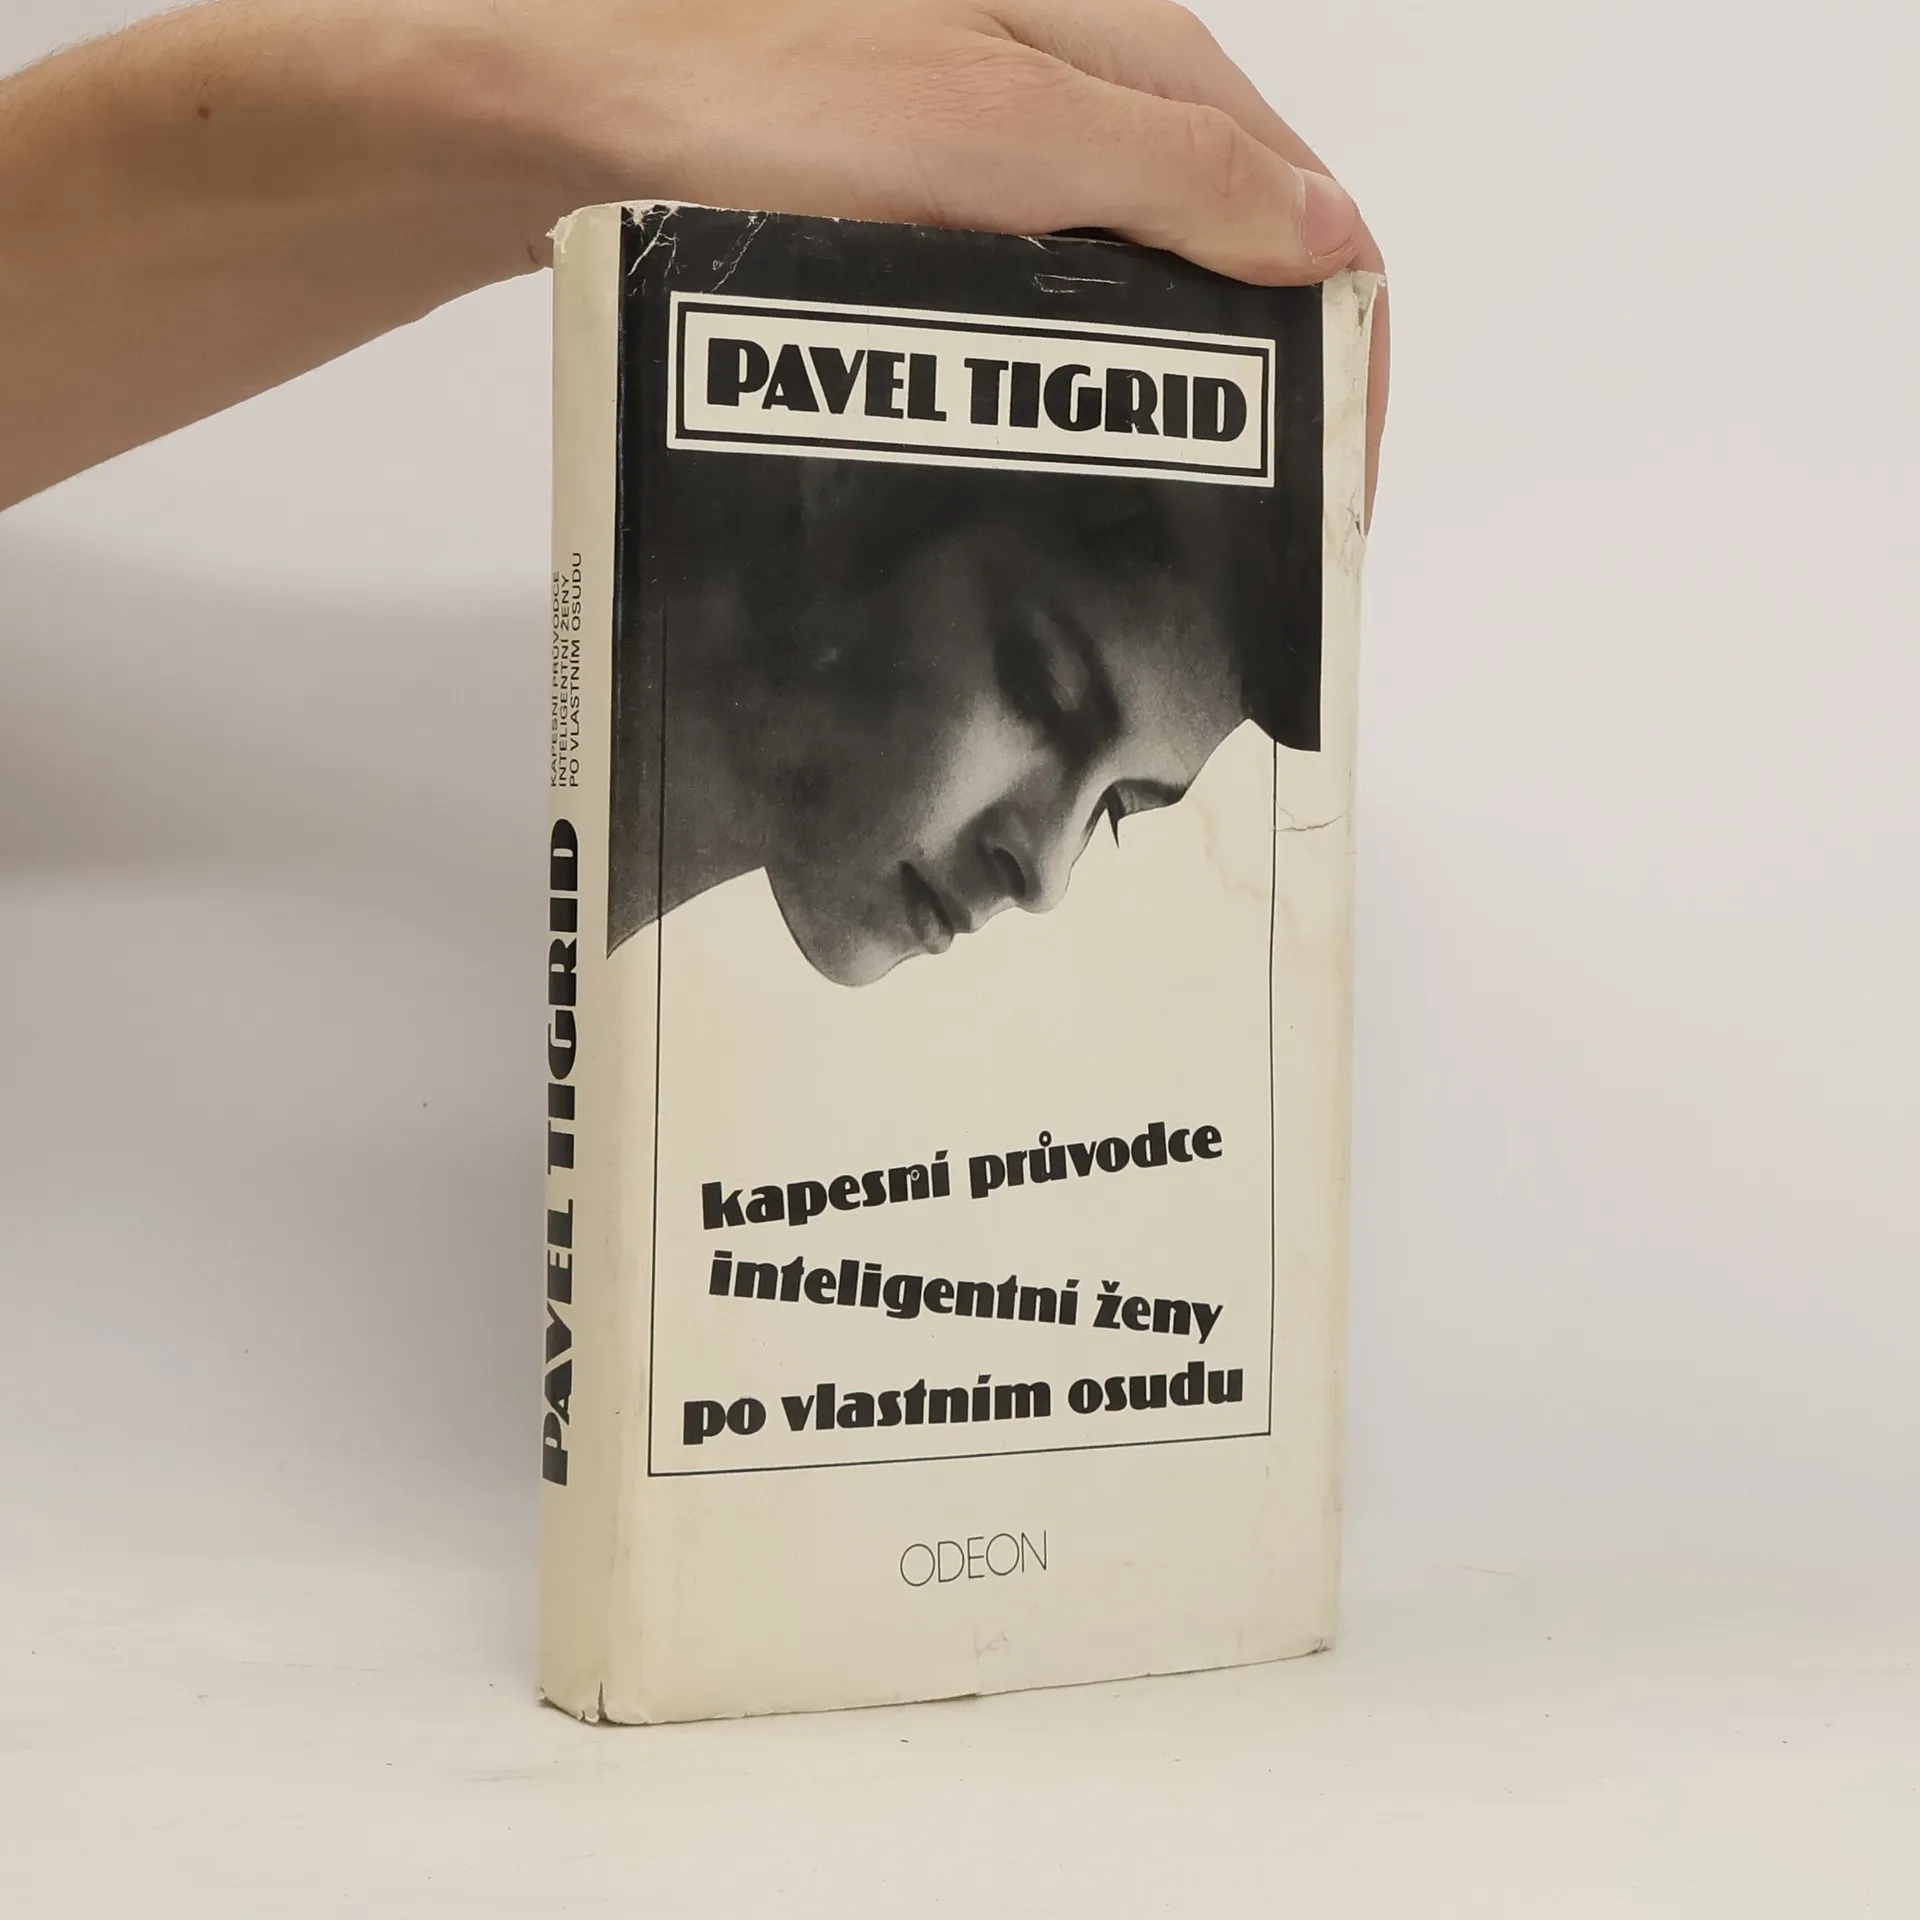 PAVEL TIGRID
kapesní průvodce
inteligentní ženy
po vlastním osudu
ODEON
PAVEL TIGRID
KAPESNÍ PRŮVODCE
INTELIGENTNÍ ŽENY
PO VLASTNÍM OSUDU